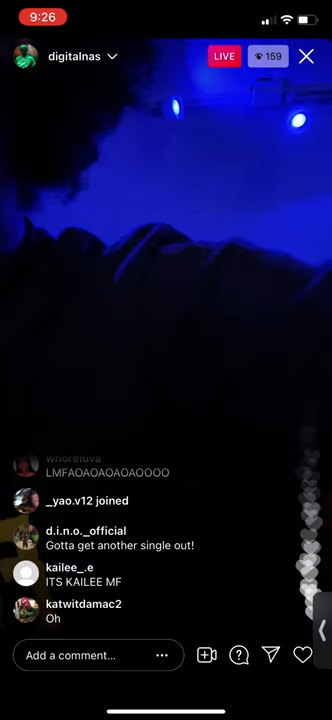 9:26
digitalnas
LIVE
159
whoreluva
LMFAOAOAOAOAOOOO
_yao.v12 joined
d.i.n.o._official
Gotta get another single out!
kailee_.e
ITS KAILEE MF
katwitdamac2
Oh
Add a comment...